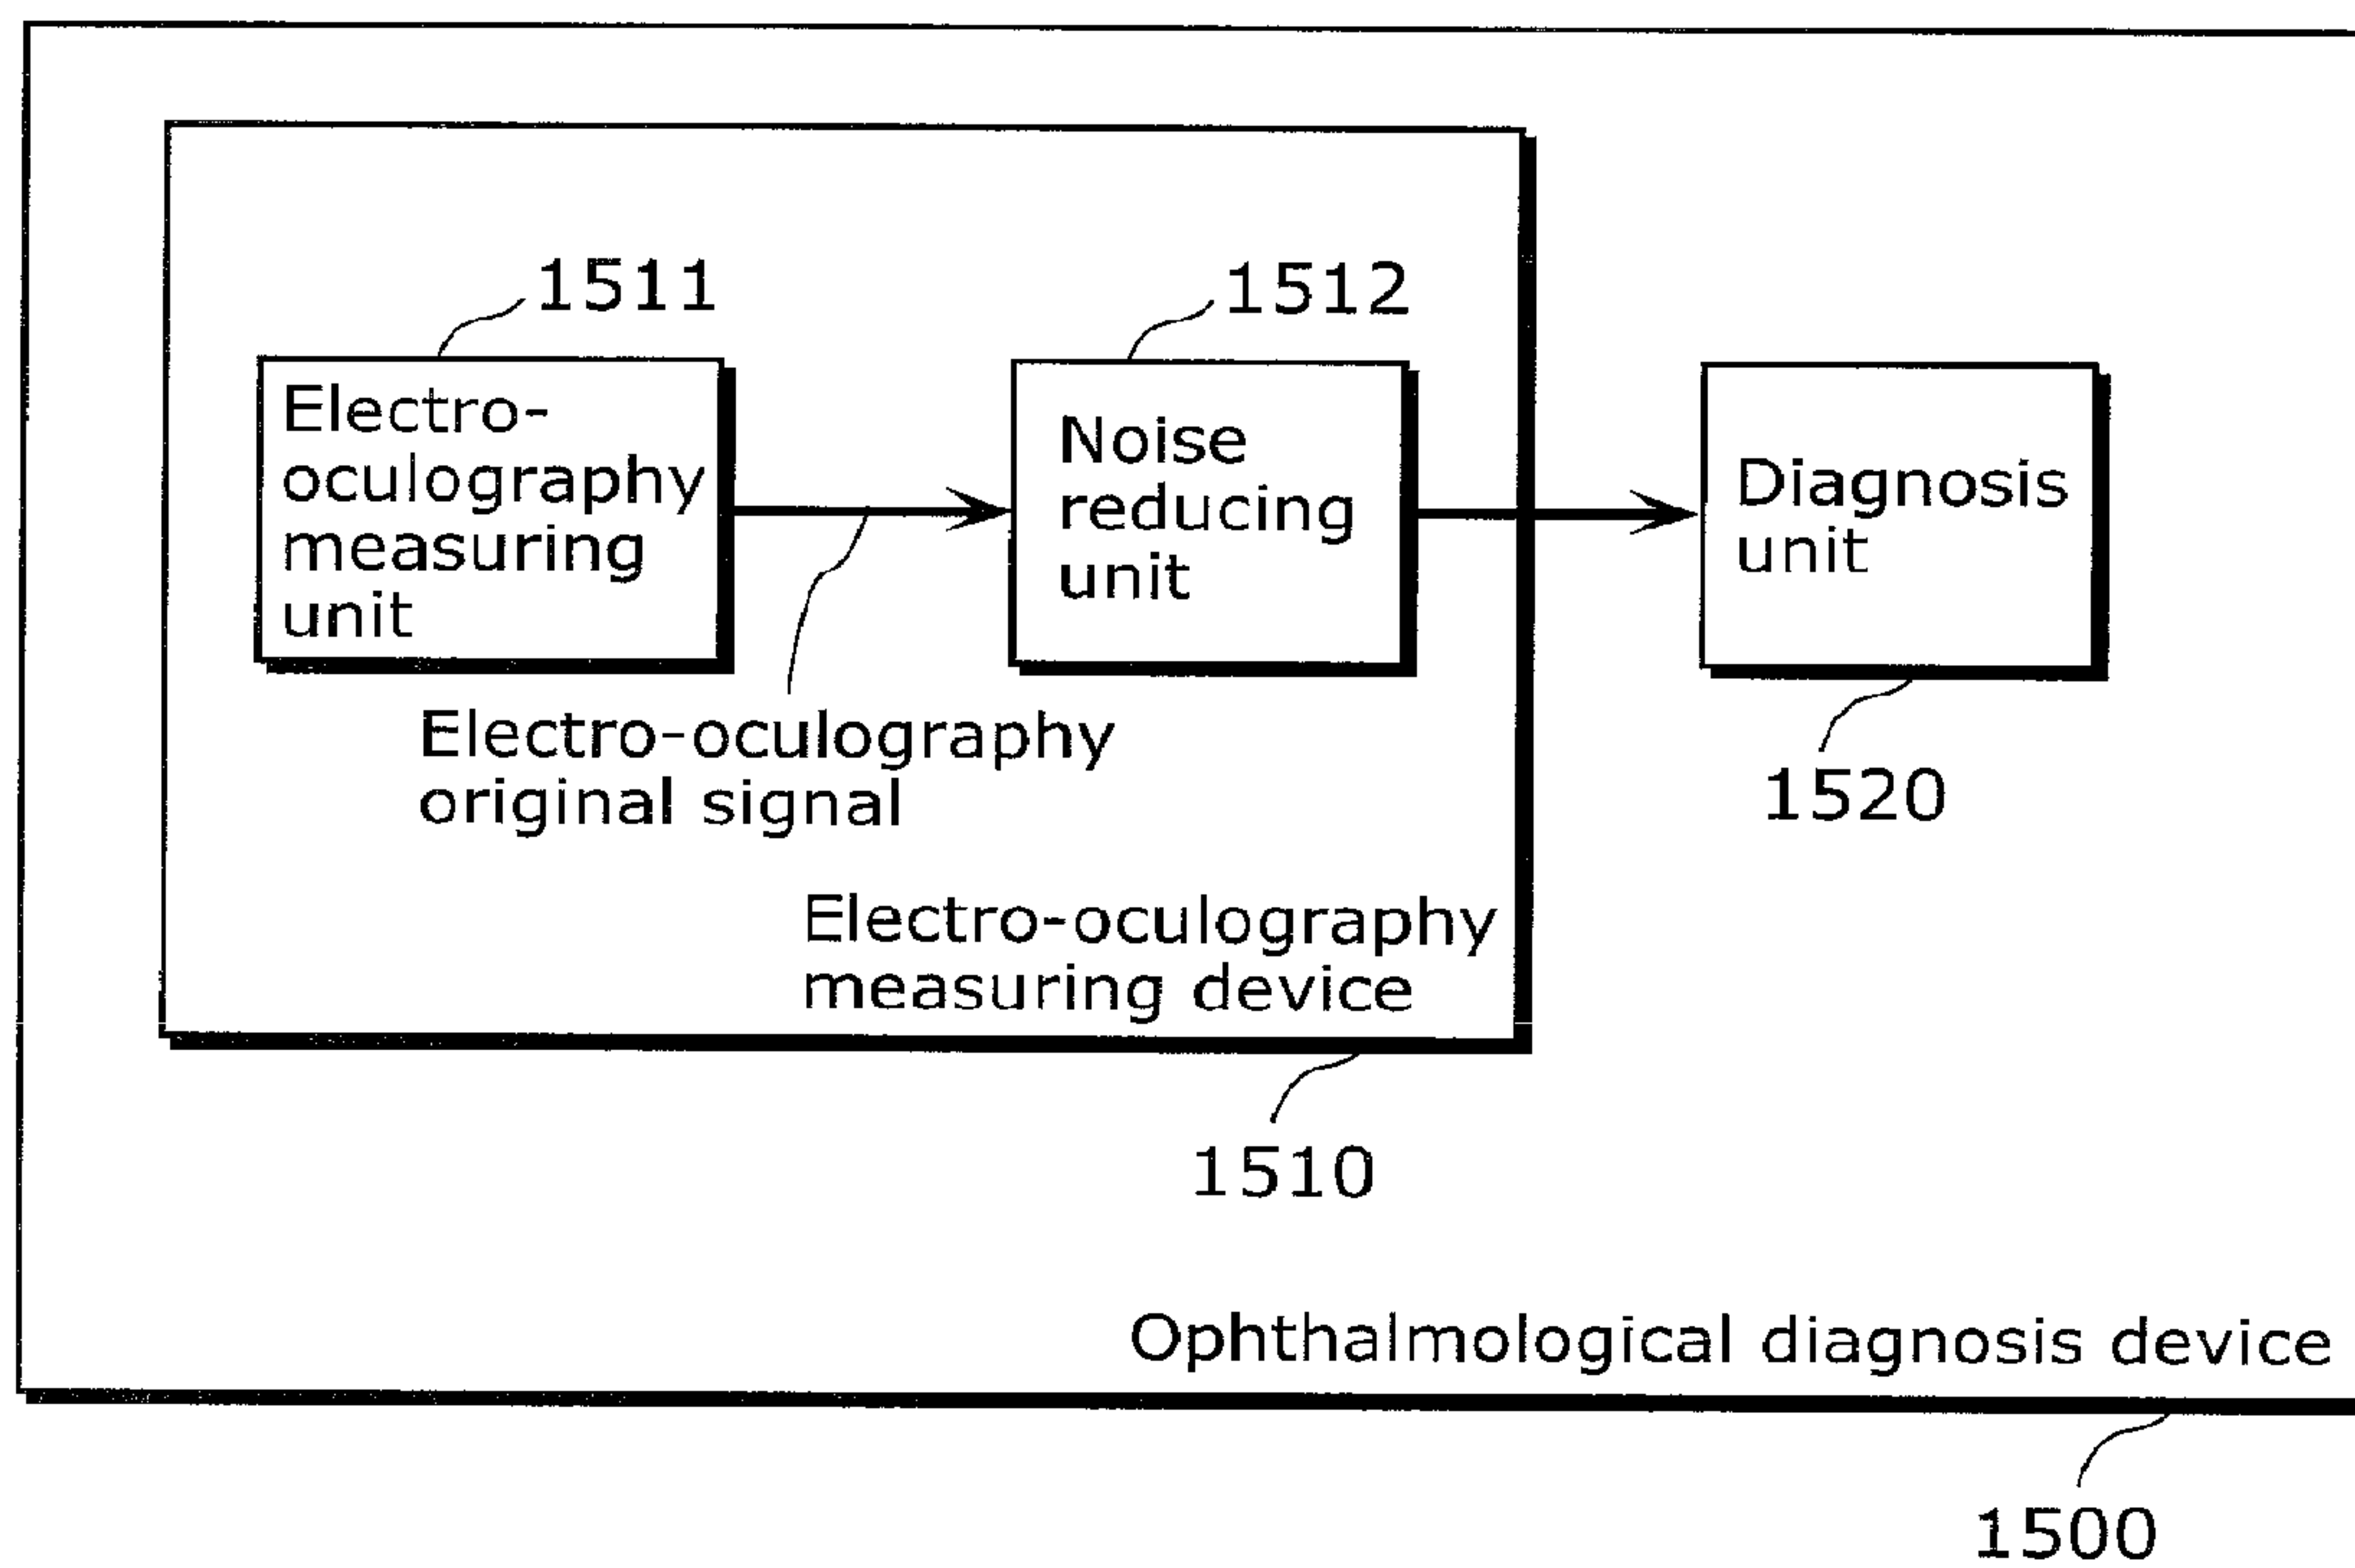 1511
1512
Electro-
oculography
measuring
unit
Noise
reducing
unit
Diagnosis
unit
Electro-oculography
original signal
1520
Electro-oculography
measuring device
1510
Ophthalmological diagnosis device
1500